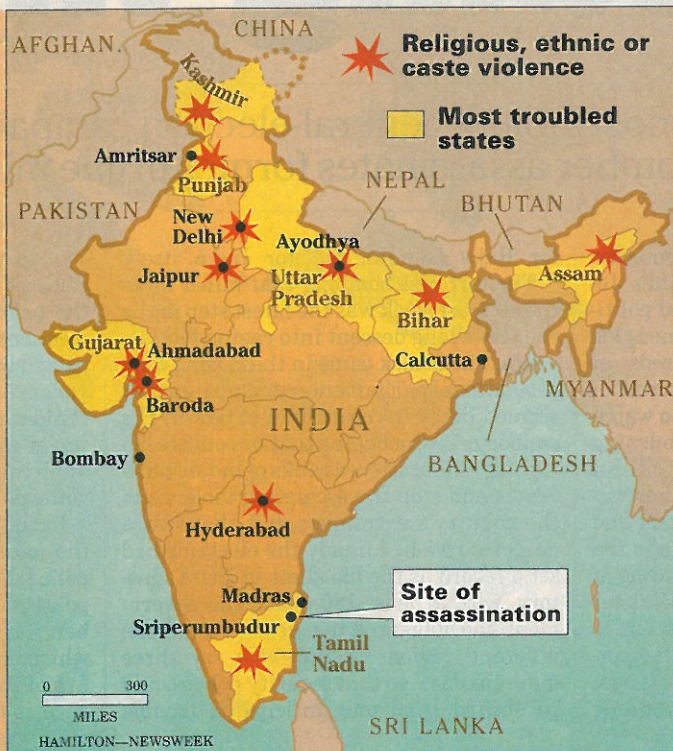 AFGHAN.
CHINA
Religious, ethnic or
caste violence
Kashmir
Most troubled
states
Amritsar
Punjab
NEPAL
BHUTAN
PAKISTAN
New
Delhi
Ayodhya
Jaipur
Uttar
Pradesh
Assam
Bihar
Gujarat
Ahmadabad
Calcutta
Baroda
MYANMAR
INDIA
Bombay
BANGLADESH
Hyderabad
Madras
Site of
assassination
Sriperumbudur
Tamil
Nadu
0 300
MILES
SRI LANKA
HAMILTON—NEWSWEEK